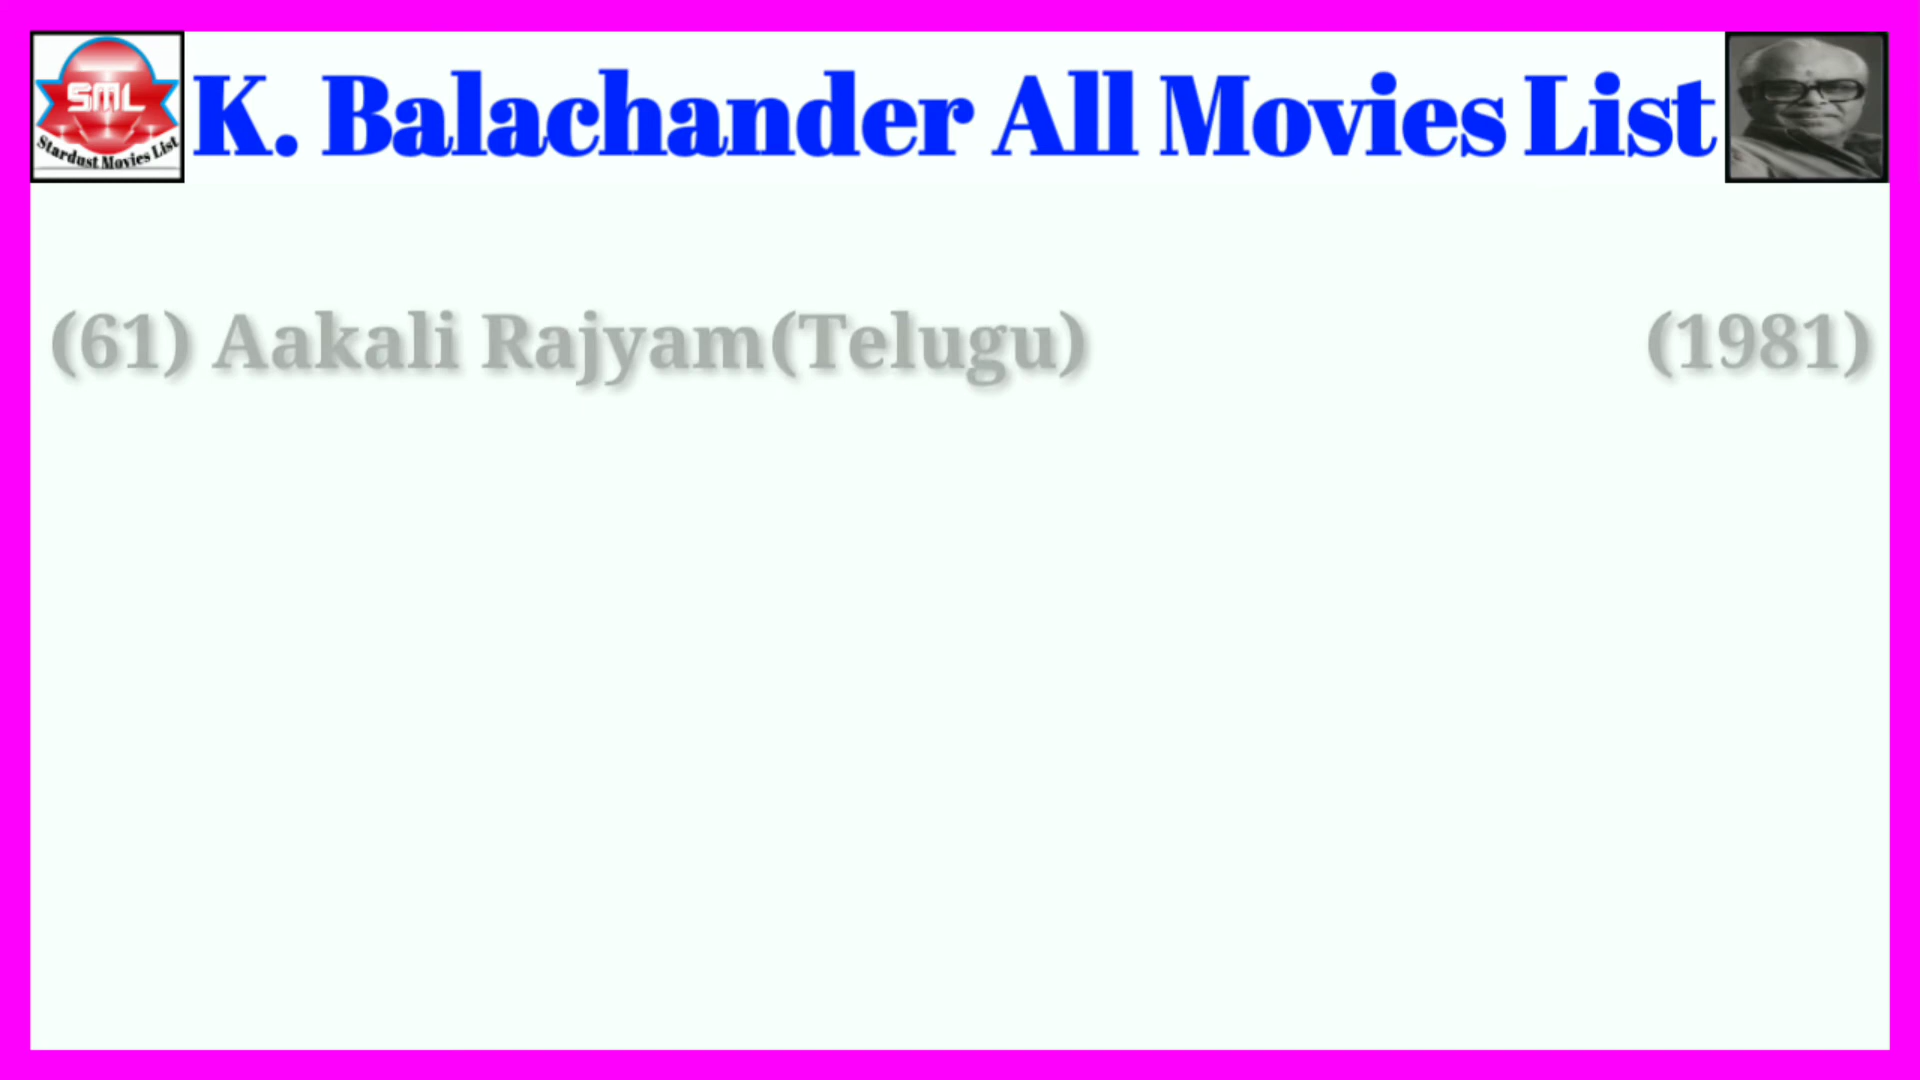 SML
Stardust Movies List
K. Balachander All Movies List
(61) Aakali Rajyam(Telugu) (1981)